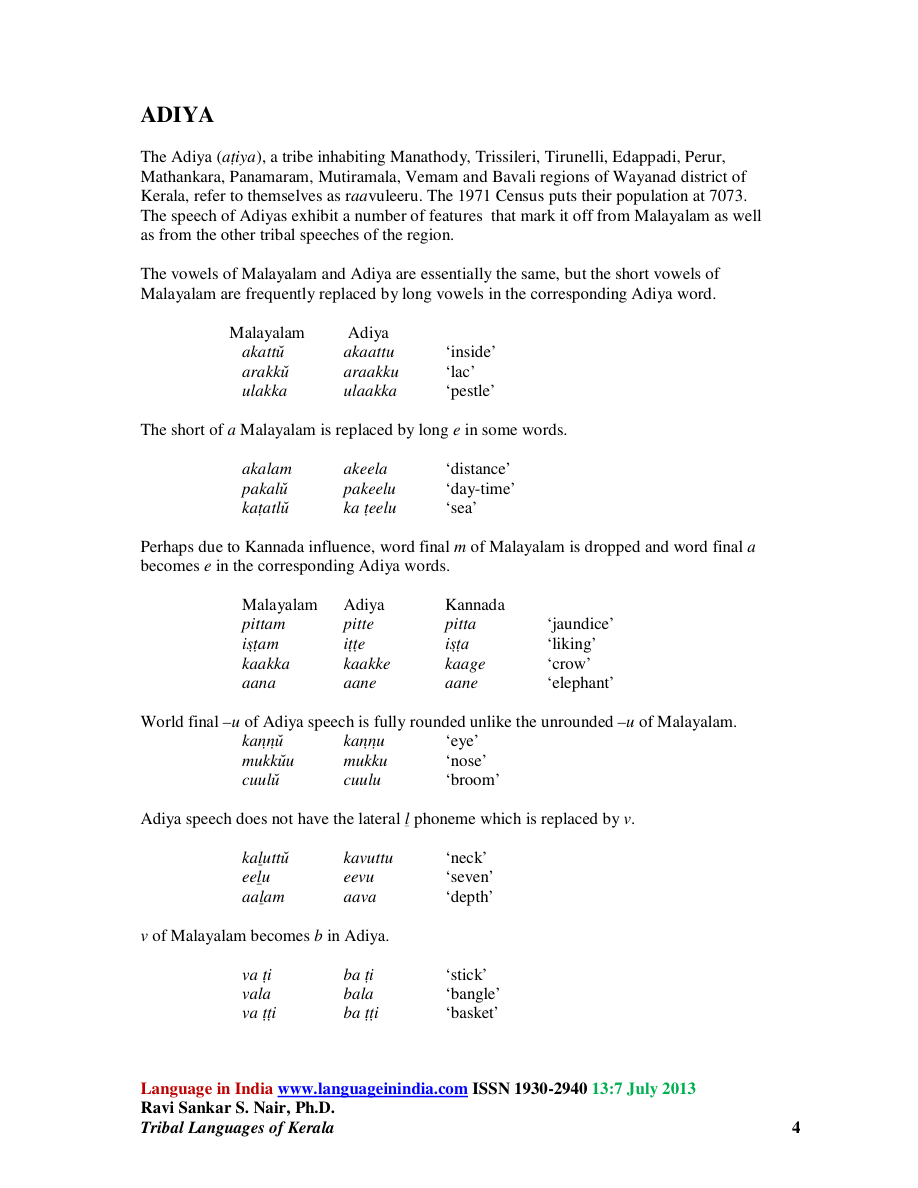 ADIYA
The Adiya (aṭiya), a tribe inhabiting Manathody, Trissileri, Tirunelli, Edappadi, Perur,
Mathankara, Panamaram, Mutiramala, Vemam and Bavali regions of Wayanad district of
Kerala, refer to themselves as raavuleeru. The 1971 Census puts their population at 7073.
The speech of Adiyas exhibit a number of features  that mark it off from Malayalam as well
as from the other tribal speeches of the region.
The vowels of Malayalam and Adiya are essentially the same, but the short vowels of
Malayalam are frequently replaced by long vowels in the corresponding Adiya word.
Malayalam Adiya
akattŭ akaattu ‘inside’
arakkŭ araakku ‘lac’
ulakka ulaakka ‘pestle’
The short of a Malayalam is replaced by long e in some words.
akalam akeela ‘distance’
pakalŭ pakeelu ‘day-time’
kaṭatlŭ ka ṭeelu ‘sea’
Perhaps due to Kannada influence, word final m of Malayalam is dropped and word final a
becomes e in the corresponding Adiya words.
Malayalam Adiya Kannada
pittam pitte pitta ‘jaundice’
iṣṭam iṭṭe iṣṭa ‘liking’
kaakka kaakke kaage ‘crow’
aana aane aane ‘elephant’
World final –u of Adiya speech is fully rounded unlike the unrounded –u of Malayalam.
kaṇṇŭ kaṇṇu ‘eye’
mukkŭu mukku ‘nose’
cuulŭ cuulu ‘broom’
Adiya speech does not have the lateral ḻ phoneme which is replaced by v.
kaḻuttŭ kavuttu ‘neck’
eeḻu eevu ‘seven’
aaḻam aava ‘depth’
v of Malayalam becomes b in Adiya.
va ṭi ba ṭi ‘stick’
vala bala ‘bangle’
va ṭṭi ba ṭṭi ‘basket’
Language in India www.languageinindia.com ISSN 1930-2940 13:7 July 2013
Ravi Sankar S. Nair, Ph.D.
Tribal Languages of Kerala 4